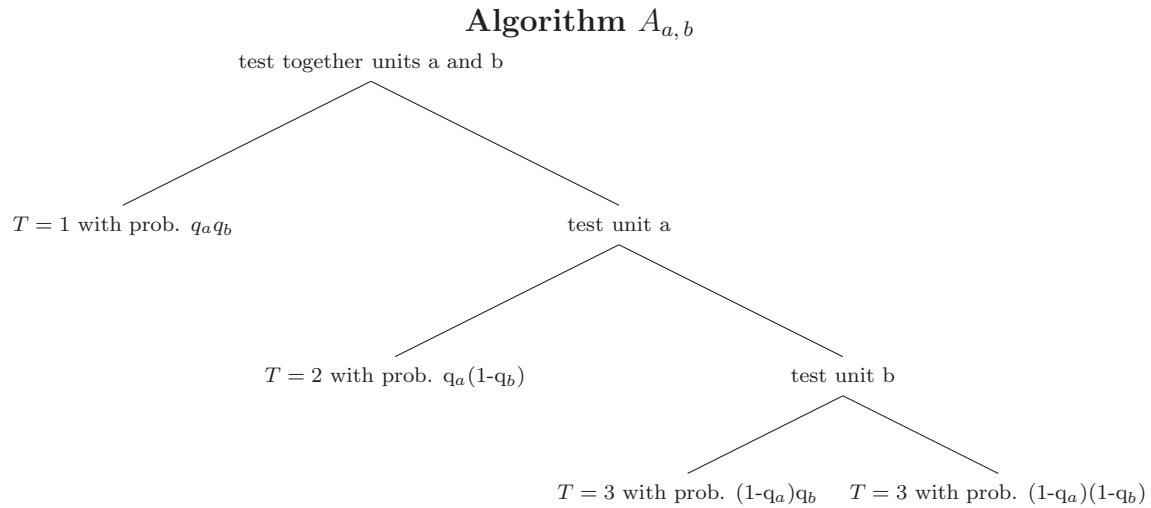 Algorithm A_{a, b}
test together units a and b
T = 1 with prob. q_a q_b
test unit a
T = 2 with prob. q_a(1-q_b)
test unit b
T = 3 with prob. (1-q_a)q_b
T = 3 with prob. (1-q_a)(1-q_b)